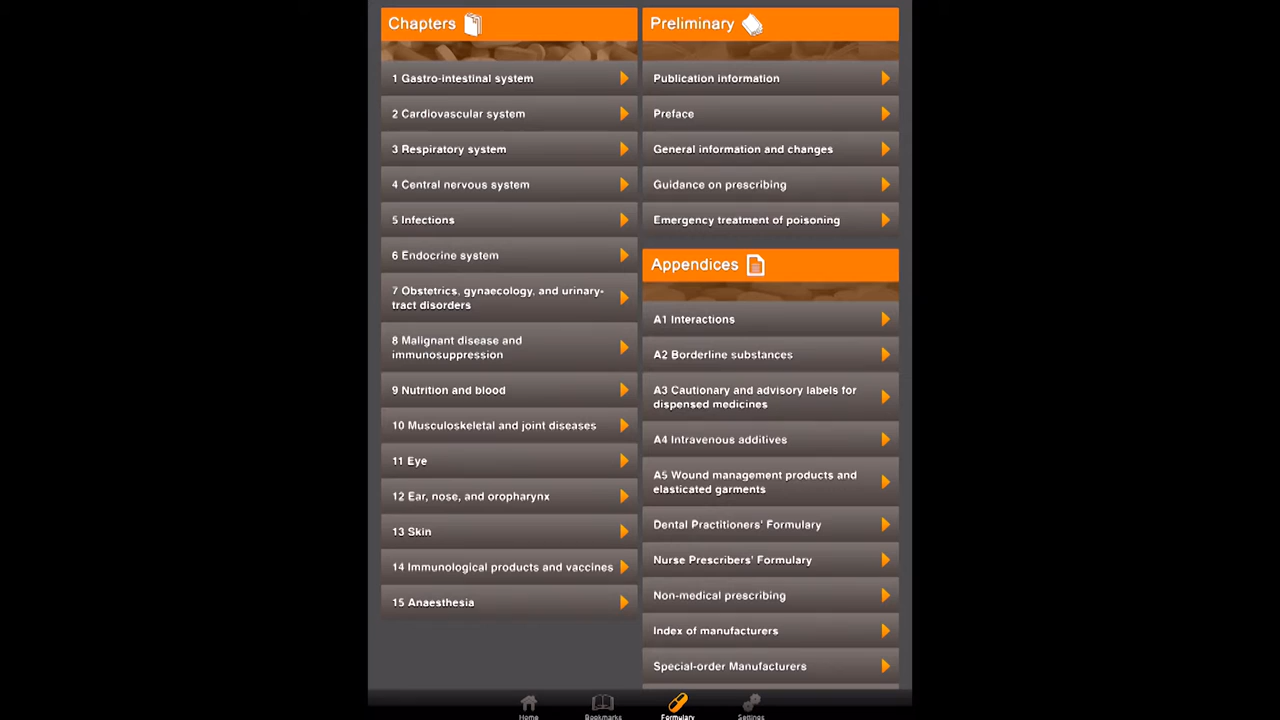 Chapters
1 Gastro-intestinal system
2 Cardiovascular system
3 Respiratory system
4 Central nervous system
5 Infections
6 Endocrine system
7 Obstetrics, gynaecology, and urinary-
tract disorders
8 Malignant disease and
immunosuppression
9 Nutrition and blood
10 Musculoskeletal and joint diseases
11 Eye
12 Ear, nose, and oropharynx
13 Skin
14 Immunological products and vaccines
15 Anaesthesia
Preliminary
Publication information
Preface
General information and changes
Guidance on prescribing
Emergency treatment of poisoning
Appendices
A1 Interactions
A2 Borderline substances
A3 Cautionary and advisory labels for
dispensed medicines
A4 Intravenous additives
A5 Wound management products and
elasticated garments
Dental Practitioners' Formulary
Nurse Prescribers' Formulary
Non-medical prescribing
Index of manufacturers
Special-order Manufacturers
Home Bookmarks Formulary Settings